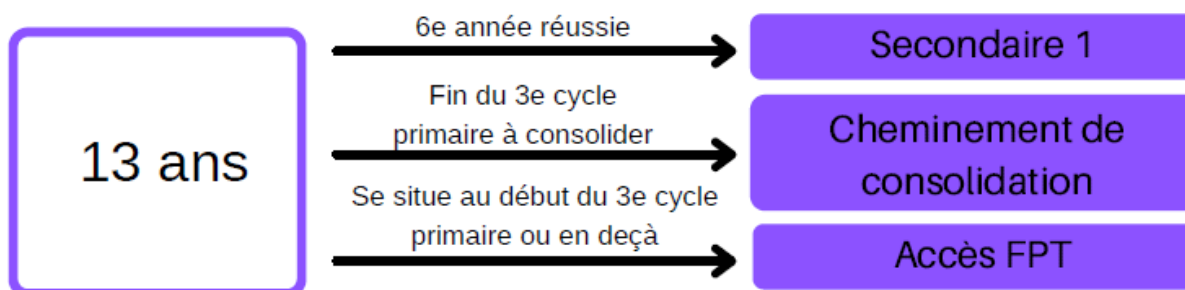 13 ans
6e année réussie
Secondaire 1
Fin du 3e cycle
primaire à consolider
Cheminement de
consolidation
Se situe au début du 3e cycle
primaire ou en deçà
Accès FPT